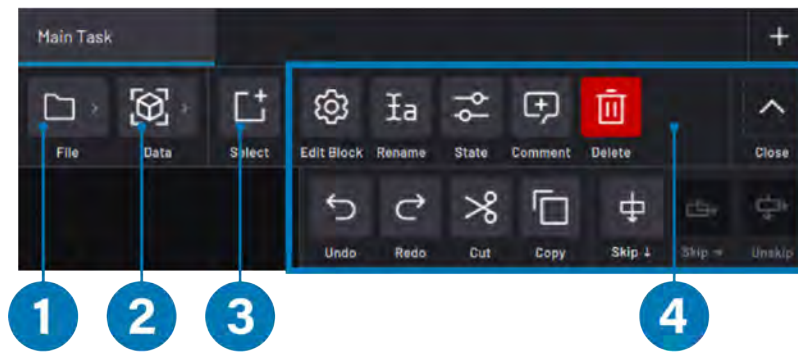 Main Task
File Data Select Edit Block Rename State Comment Delete Close
Undo Redo Cut Copy Skip ↓ Skip → Unskip
1 2 3 4